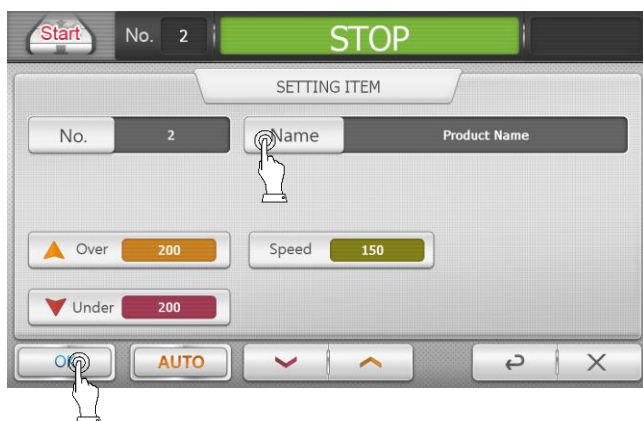 Start No. 2 STOP
SETTING ITEM
No. 2 Name Product Name
Over 200 Speed 150
Under 200
AUTO